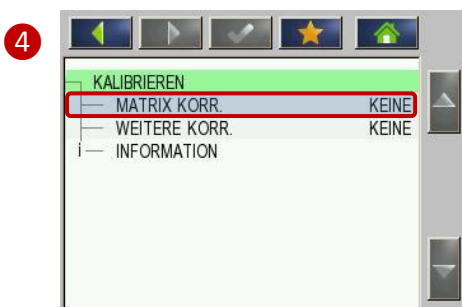 4
KALIBRIEREN
MATRIX KORR. KEINE
WEITERE KORR. KEINE
i INFORMATION